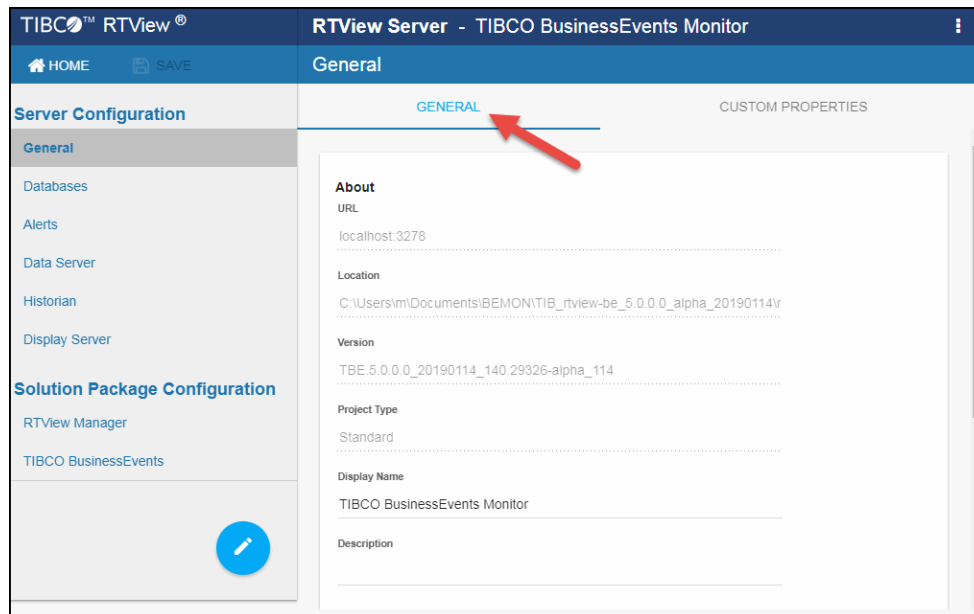 TIBCO™ RTView ®
RTView Server - TIBCO BusinessEvents Monitor
HOME
SAVE
General
Server Configuration
General
Databases
Alerts
Data Server
Historian
Display Server
Solution Package Configuration
RTView Manager
TIBCO BusinessEvents
GENERAL
CUSTOM PROPERTIES
About
URL
localhost:3278
Location
C:\Users\m\Documents\BEMON\TIB_rtview-be_5.0.0.0_alpha_20190114\r
Version
TBE.5.0.0.0_20190114_140.29326-alpha_114
Project Type
Standard
Display Name
TIBCO BusinessEvents Monitor
Description